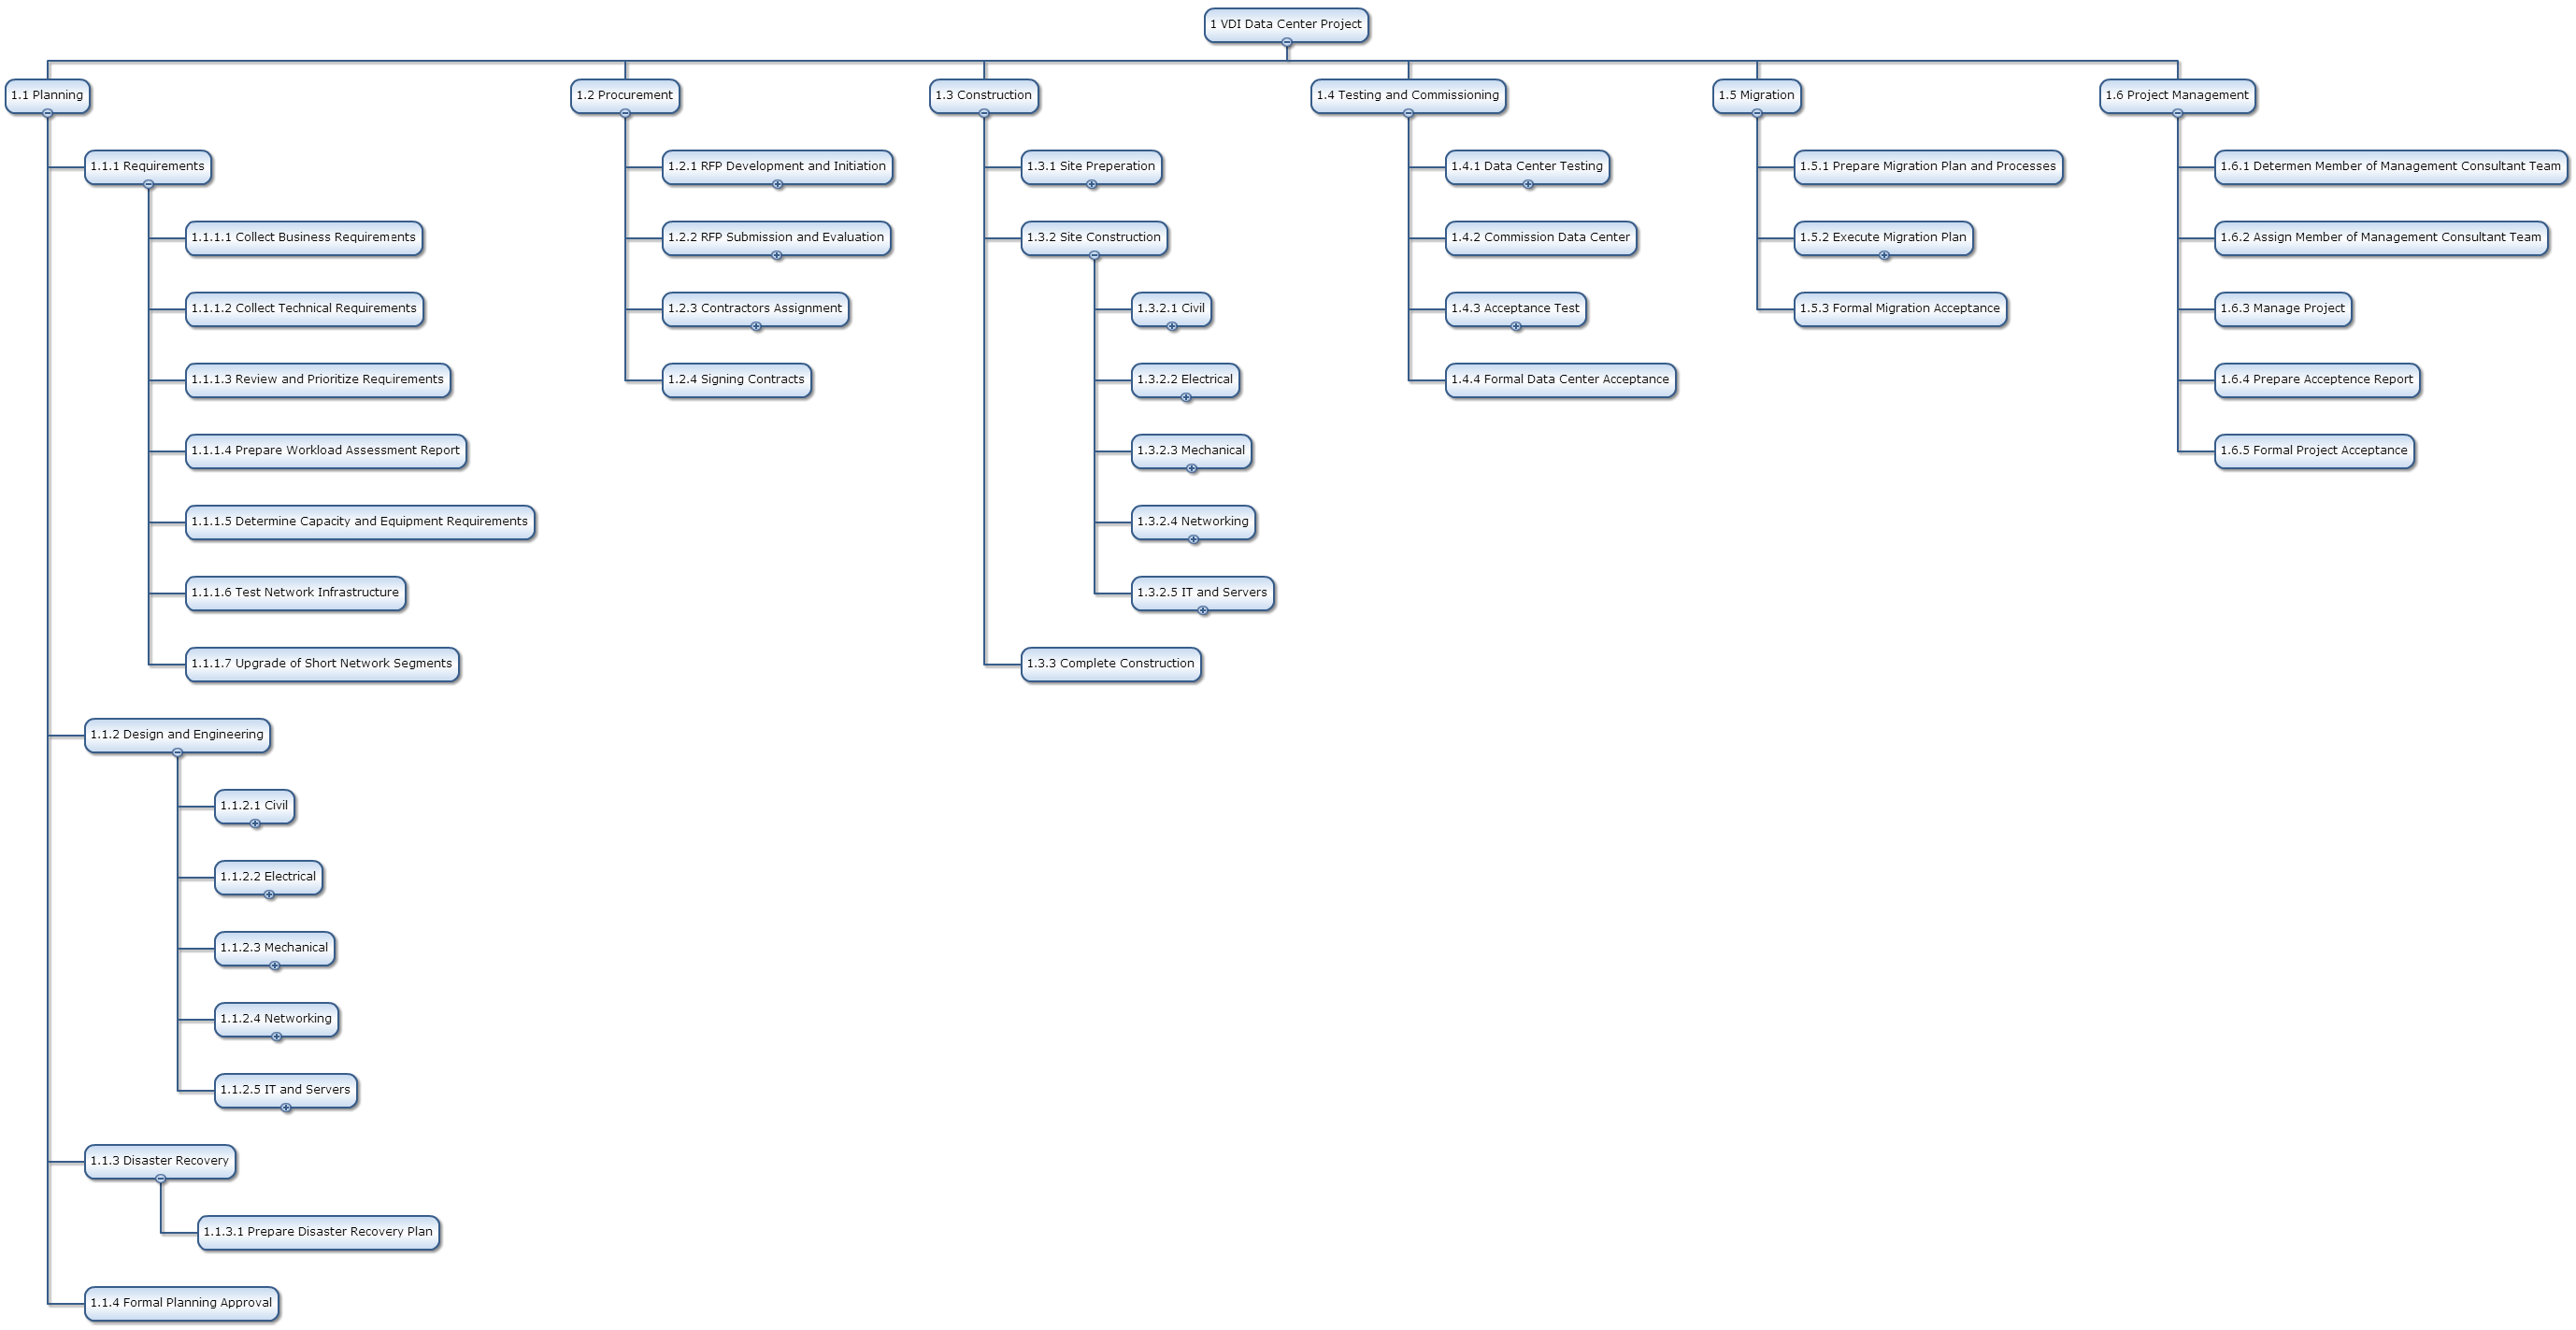 1 VDI Data Center Project
1.1 Planning
1.1.1 Requirements
1.1.1.1 Collect Business Requirements
1.1.1.2 Collect Technical Requirements
1.1.1.3 Review and Prioritize Requirements
1.1.1.4 Prepare Workload Assessment Report
1.1.1.5 Determine Capacity and Equipment Requirements
1.1.1.6 Test Network Infrastructure
1.1.1.7 Upgrade of Short Network Segments
1.1.2 Design and Engineering
1.1.2.1 Civil
1.1.2.2 Electrical
1.1.2.3 Mechanical
1.1.2.4 Networking
1.1.2.5 IT and Servers
1.1.3 Disaster Recovery
1.1.3.1 Prepare Disaster Recovery Plan
1.1.4 Formal Planning Approval
1.2 Procurement
1.2.1 RFP Development and Initiation
1.2.2 RFP Submission and Evaluation
1.2.3 Contractors Assignment
1.2.4 Signing Contracts
1.3 Construction
1.3.1 Site Preperation
1.3.2 Site Construction
1.3.2.1 Civil
1.3.2.2 Electrical
1.3.2.3 Mechanical
1.3.2.4 Networking
1.3.2.5 IT and Servers
1.3.3 Complete Construction
1.4 Testing and Commissioning
1.4.1 Data Center Testing
1.4.2 Commission Data Center
1.4.3 Acceptance Test
1.4.4 Formal Data Center Acceptance
1.5 Migration
1.5.1 Prepare Migration Plan and Processes
1.5.2 Execute Migration Plan
1.5.3 Formal Migration Acceptance
1.6 Project Management
1.6.1 Determen Member of Management Consultant Team
1.6.2 Assign Member of Management Consultant Team
1.6.3 Manage Project
1.6.4 Prepare Acceptence Report
1.6.5 Formal Project Acceptance